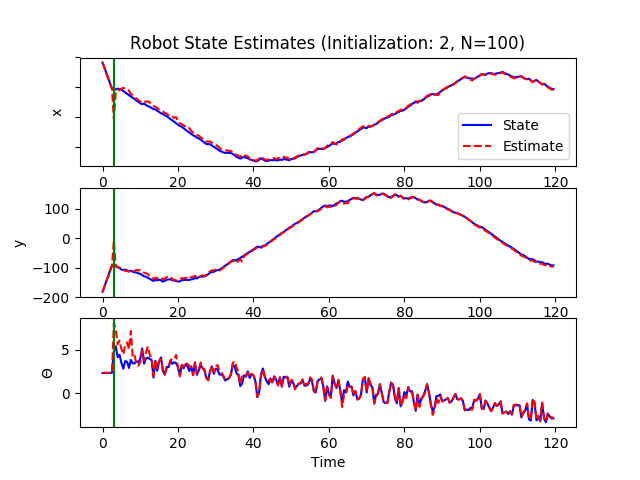 Robot State Estimates (Initialization: 2, N=100)
x
State
Estimate
0 20 40 60 80 100 120
y
100
0
−100
−200
0 20 40 60 80 100 120
Θ
5
0
0 20 40 60 80 100 120
Time